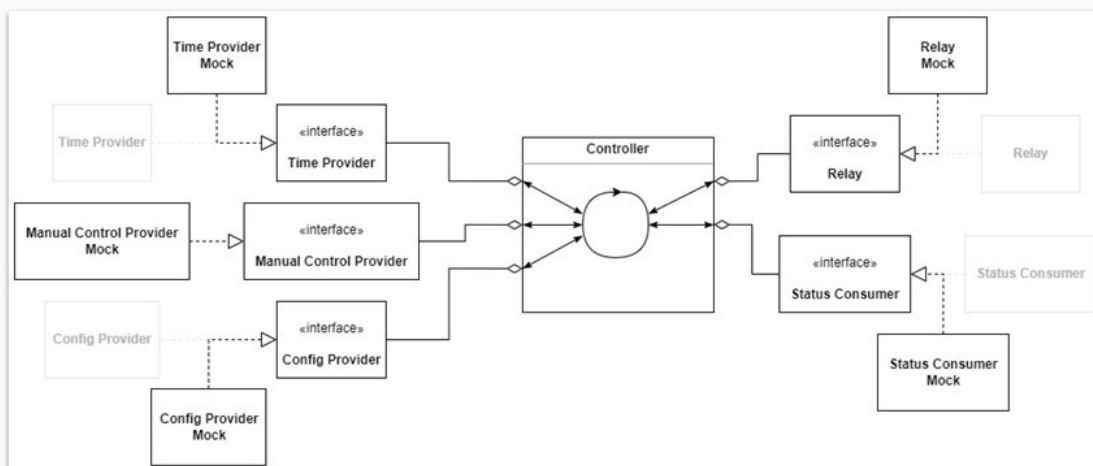 Time Provider
Mock
Relay
Mock
Time Provider
«interface»
Time Provider
Controller
«interface»
Relay
Relay
Manual Control Provider
Mock
«interface»
Manual Control Provider
«interface»
Status Consumer
Status Consumer
Config Provider
«interface»
Config Provider
Status Consumer
Mock
Config Provider
Mock